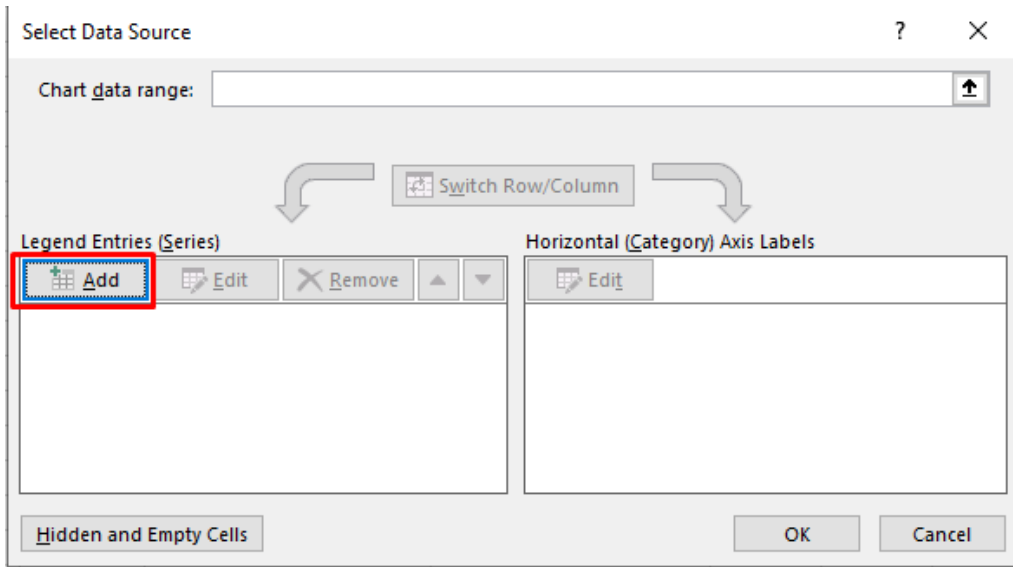 Select Data Source
?
Chart data range:
Switch Row/Column
Legend Entries (Series)
Horizontal (Category) Axis Labels
Add
Edit
Remove
Edit
Hidden and Empty Cells
OK
Cancel